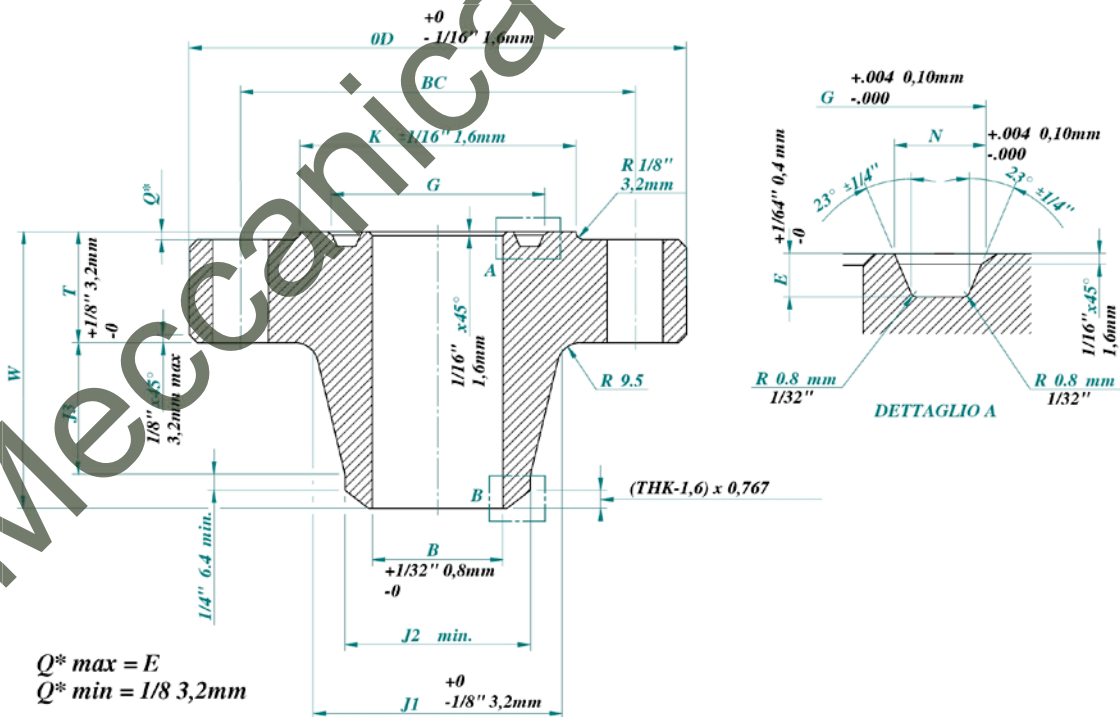 +0
0D - 1/16" 1,6mm
BC
K ±1/16" 1,6mm
G
R 1/8"
3,2mm
Q*
A
T
+1/8" 3,2mm
-0
W
J3
1/8" x45°
3,2mm max
1/16" x45°
1,6mm
R 9.5
B
(THK-1,6) x 0,767
1/4" 6.4 min.
B
+1/32" 0,8mm
-0
J2 min.
+0
J1 -1/8" 3,2mm
Q* max = E
Q* min = 1/8 3,2mm
+.004 0,10mm
G -.000
N
+.004 0,10mm
-.000
23° ±1/4"
23° ±1/4"
+1/64" 0,4 mm
-0
E
1/16" x45°
1,6mm
R 0.8 mm
1/32"
R 0.8 mm
1/32"
DETTAGLIO A
Meccanica